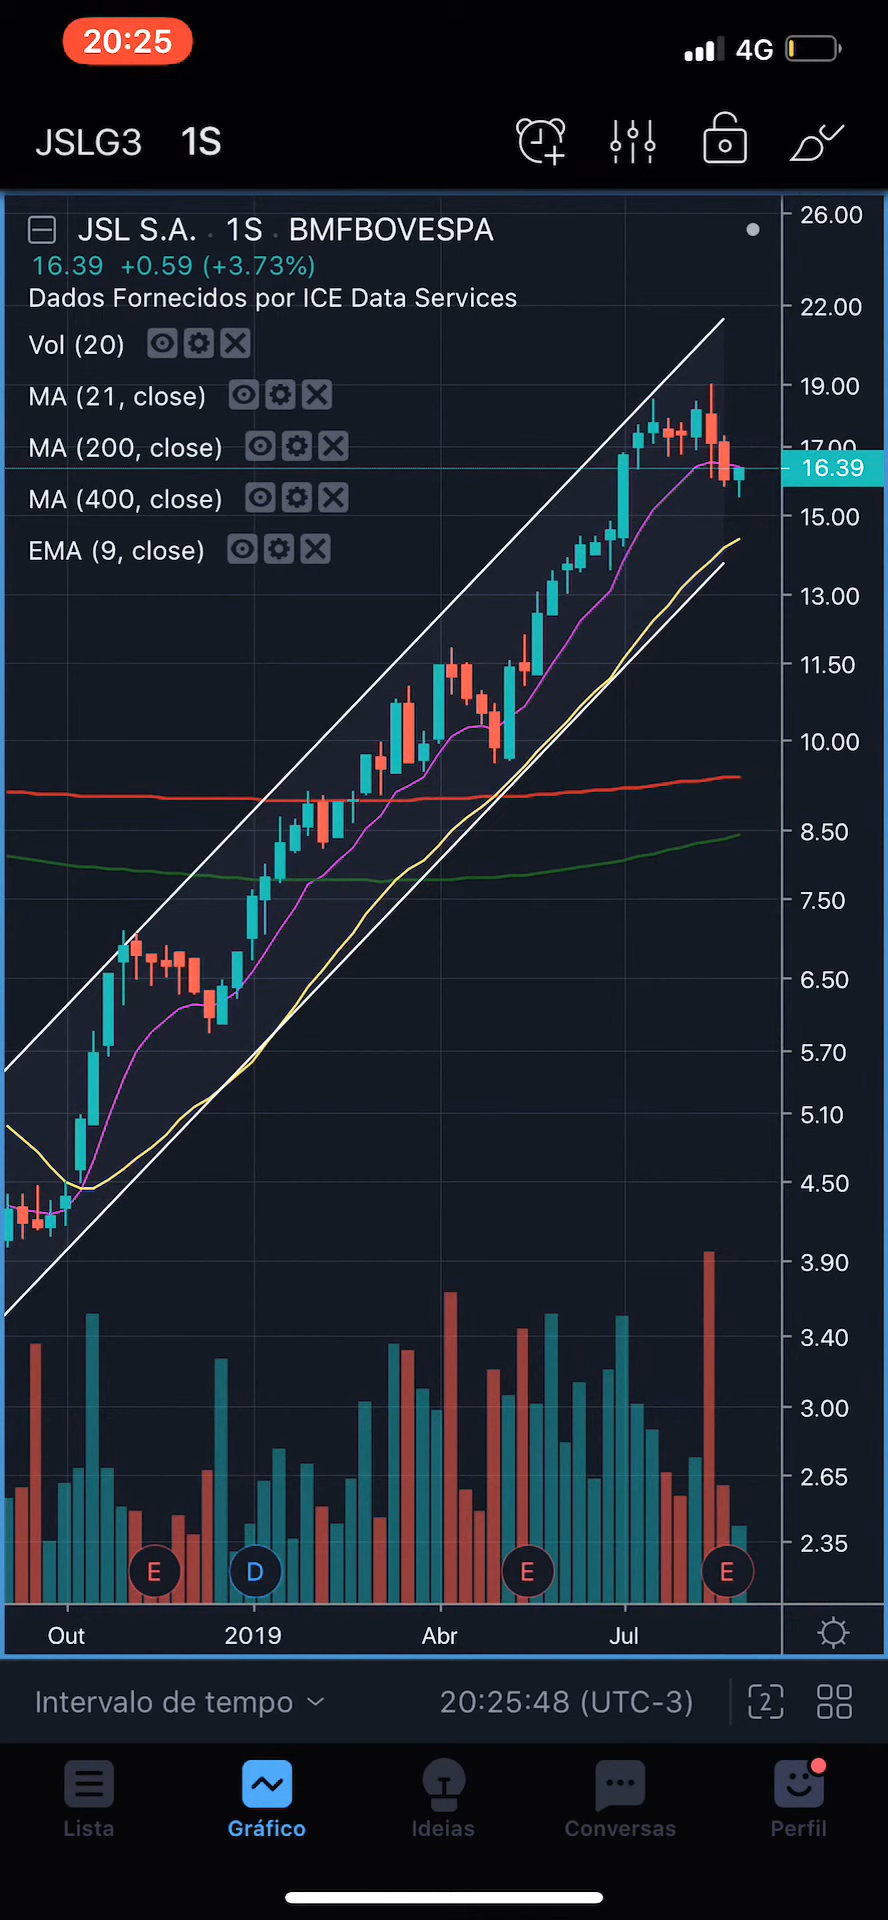 20:25
4G
JSLG3 1S
JSL S.A. · 1S · BMFBOVESPA
16.39 +0.59 (+3.73%)
Dados Fornecidos por ICE Data Services
Vol (20)
MA (21, close)
MA (200, close)
MA (400, close)
EMA (9, close)
26.00
22.00
19.00
17.00
16.39
15.00
13.00
11.50
10.00
8.50
7.50
6.50
5.70
5.10
4.50
3.90
3.40
3.00
2.65
2.35
E D E E
Out 2019 Abr Jul
Intervalo de tempo 20:25:48 (UTC-3) 2
Lista Gráfico Ideias Conversas Perfil